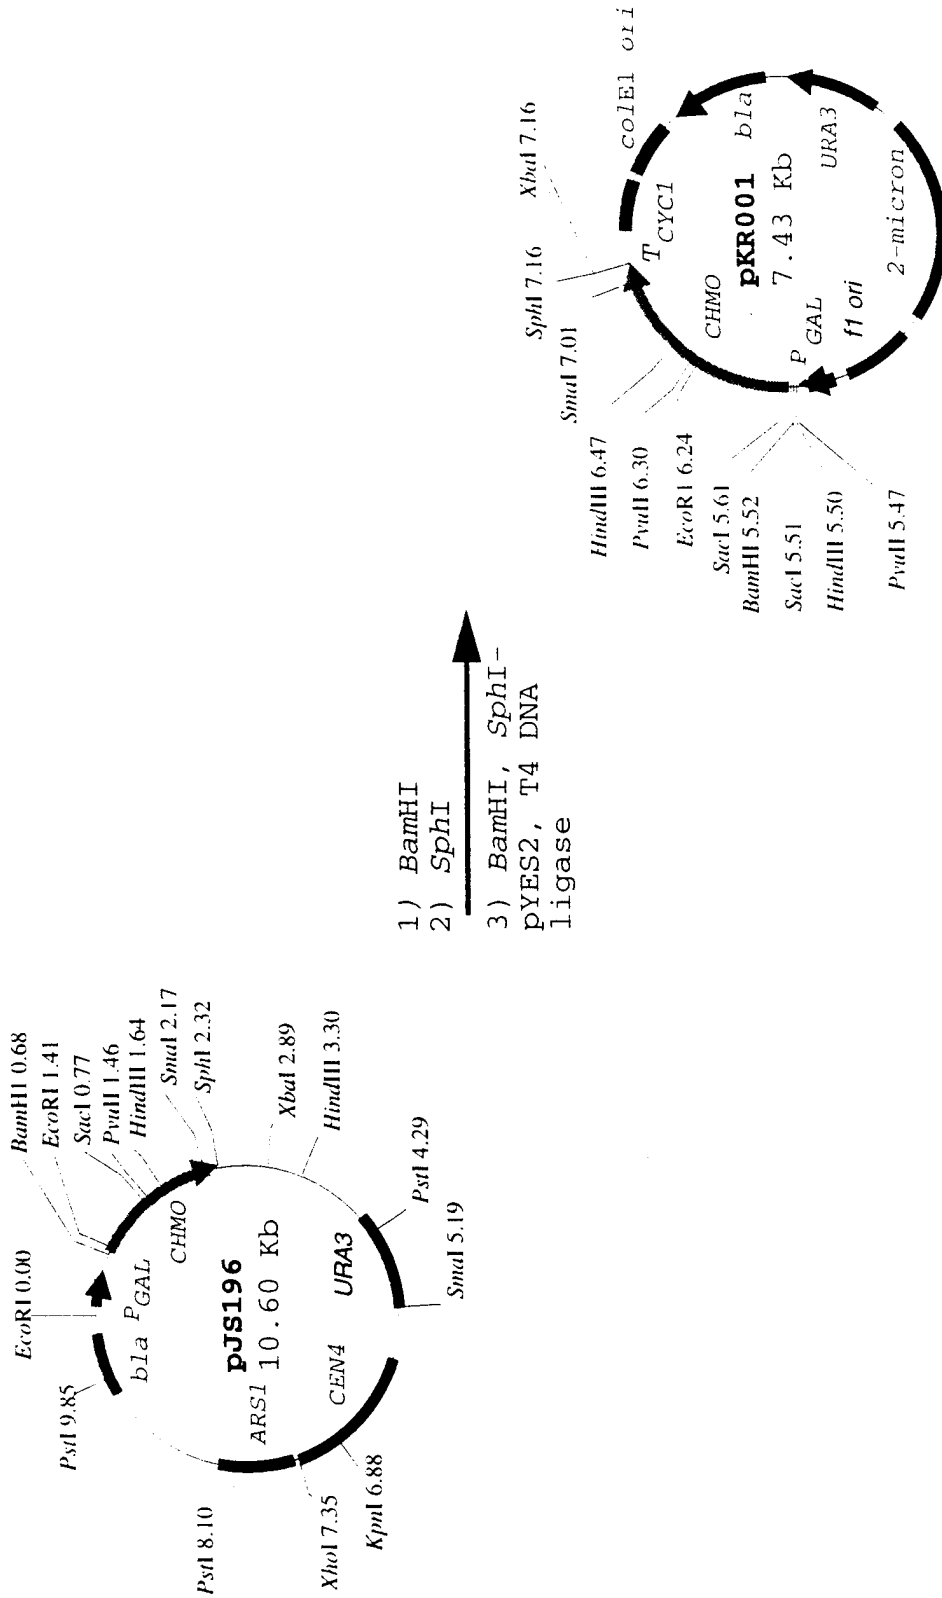 EcoRI 0.00
BamH1 0.68
EcoRI 1.41
SacI 0.77
PvuII 1.46
HindIII 1.64
SmaI 2.17
SphI 2.32
XbaI 2.89
HindIII 3.30
PstI 4.29
SmaI 5.19
KpnI 6.88
XhoI 7.35
PstI 8.10
PstI 9.85
bla
P GAL
CHMO
pJS196
10.60 Kb
ARS1
URA3
CEN4
1) BamHI
2) SphI
3) BamHI, SphI-
pYES2, T4 DNA
ligase
XbaI 7.16
SphI 7.16
SmaI 7.01
HindIII 6.47
PvuII 6.30
EcoR I 6.24
SacI 5.61
BamHI 5.52
SacI 5.51
HindIII 5.50
PvuII 5.47
T CYC1
colE1 ori
CHMO
pKR001
7.43 Kb
bla
URA3
P GAL
f1 ori
2-micron